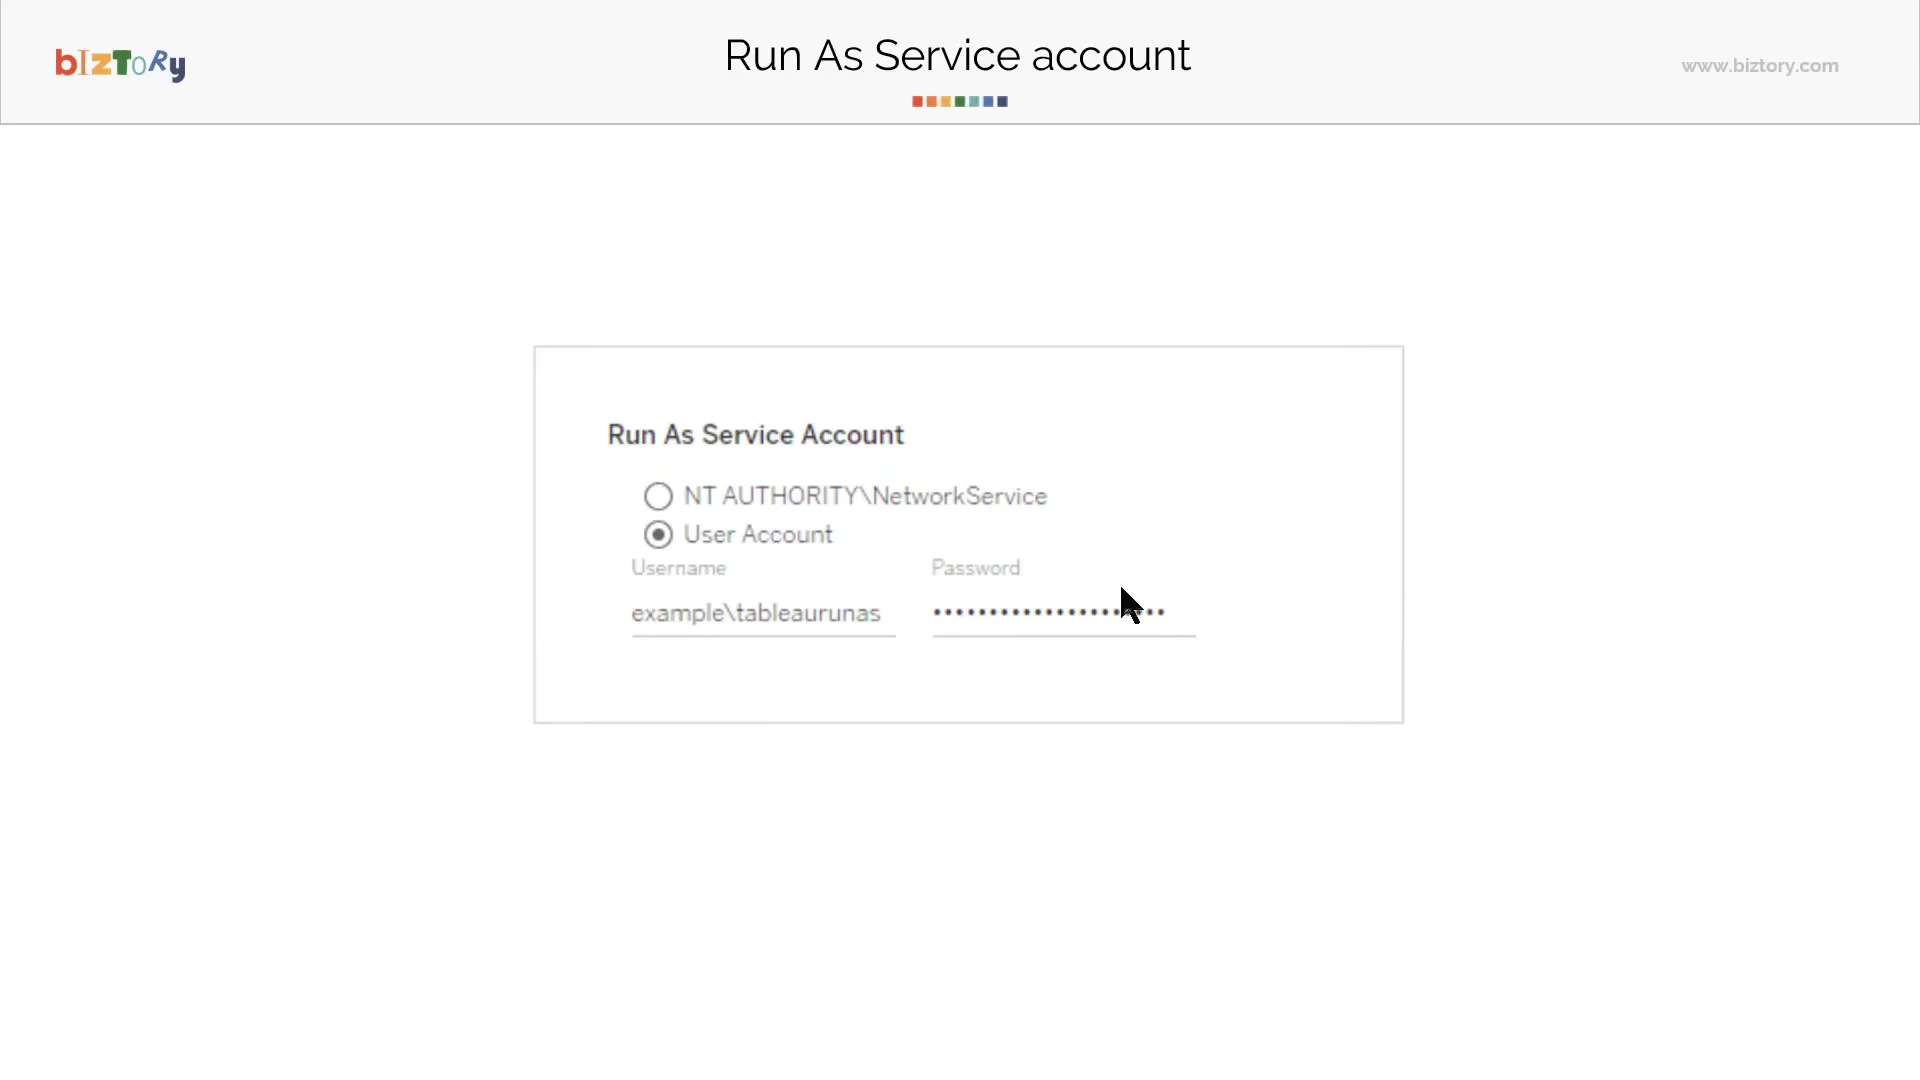 bIzToRy
Run As Service account
www.biztory.com
Run As Service Account
NT AUTHORITY\NetworkService
User Account
Username
Password
example\tableaurunas
•••••••••••••••••••••